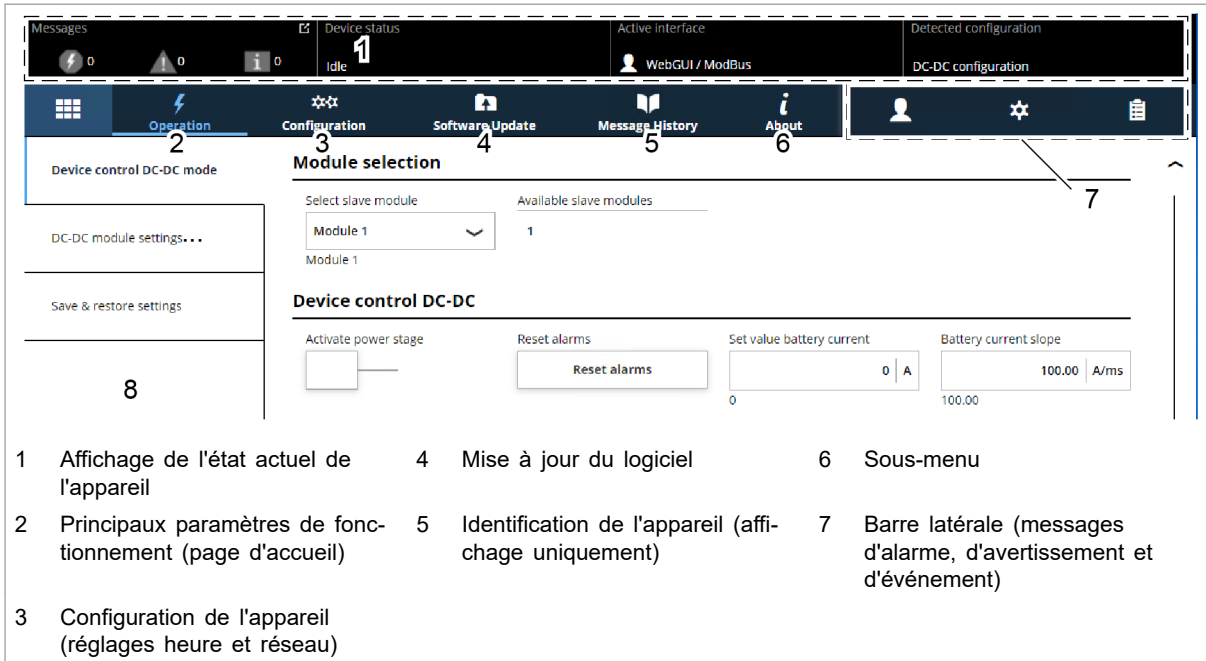 Messages Device status Active interface Detected configuration
0 0 0 1 Idle WebGUI / ModBus DC-DC configuration
Operation Configuration Software Update Message History About
2 3 4 5 6
7
Device control DC-DC mode
DC-DC module settings...
Save & restore settings
8
Module selection
Select slave module Available slave modules
Module 1 1
Module 1
Device control DC-DC
Activate power stage Reset alarms Set value battery current Battery current slope
Reset alarms 0 A 100.00 A/ms
0 100.00
1 Affichage de l'état actuel de
l'appareil
2 Principaux paramètres de fonc-
tionnement (page d'accueil)
3 Configuration de l'appareil
(réglages heure et réseau)
4 Mise à jour du logiciel
5 Identification de l'appareil (affi-
chage uniquement)
6 Sous-menu
7 Barre latérale (messages
d'alarme, d'avertissement et
d'événement)